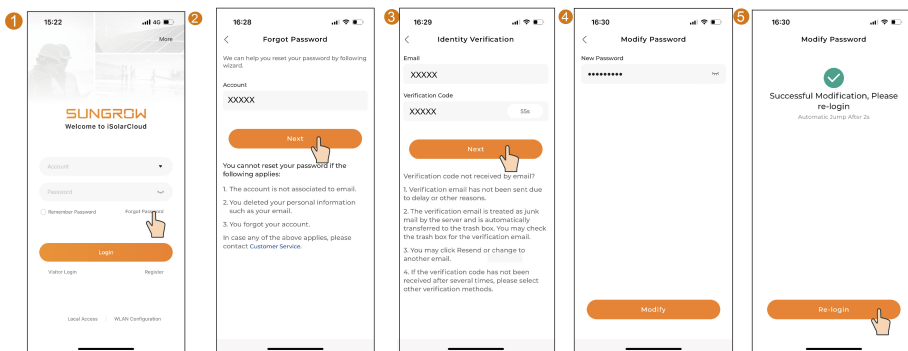 1
15:22
4G
More
SUNGROW
Welcome to iSolarCloud
Account
Password
Remember Password
Forgot Password
Login
Visitor Login
Register
Local Access | WLAN Configuration
2
16:28
Forgot Password
We can help you reset your password by following
wizard.
Account
XXXXX
Next
You cannot reset your password if the
following applies:
1. The account is not associated to email.
2. You deleted your personal information
such as your email.
3. You forgot your account.
In case any of the above applies, please
contact Customer Service.
3
16:29
Identity Verification
Email
XXXXX
Verification Code
XXXXX
55s
Next
Verification code not received by email?
1. Verification email has not been sent due
to delay or other reasons.
2. The verification email is treated as junk
mail by the server and is automatically
transferred to the trash box. You may check
the trash box for the verification email.
3. You may click Resend or change to
another email.
4. If the verification code has not been
received after several times, please select
other verification methods.
4
16:30
Modify Password
New Password
•••••••••
Modify
5
16:30
Modify Password
Successful Modification, Please
re-login
Automatic Jump After 2s
Re-login